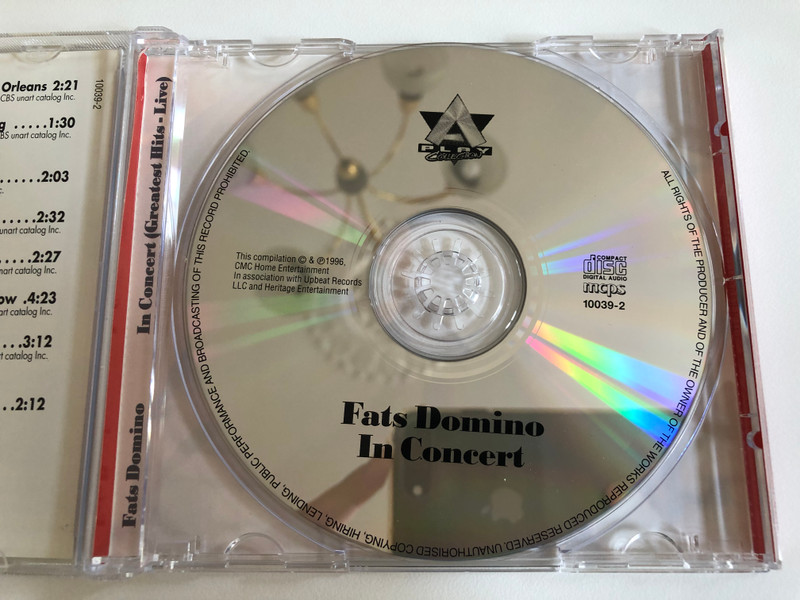 Orleans 2:21
CBS unart catalog Inc.
.....1:30
unart catalog Inc.
.......2:03
.......2:32
unart catalog Inc.
......2:27
nart catalog Inc.
ow .4:23
catalog Inc.
....3:12
t catalog Inc.
..2:12
10039-2
Fats Domino In Concert (Greatest Hits - Live)
A
PLAY
Collection
ALL RIGHTS OF THE PRODUCER AND OF THE OWNER OF THE WORKS REPRODUCED RESERVED. UNAUTHORISED COPYING, HIRING, LENDING, PUBLIC PERFORMANCE AND BROADCASTING OF THIS RECORD PROHIBITED.
This compilation © & ℗1996,
CMC Home Entertainment
In association with Upbeat Records
LLC and Heritage Entertainment
COMPACT
disc
DIGITAL AUDIO
mcps
10039-2
Fats Domino
In Concert